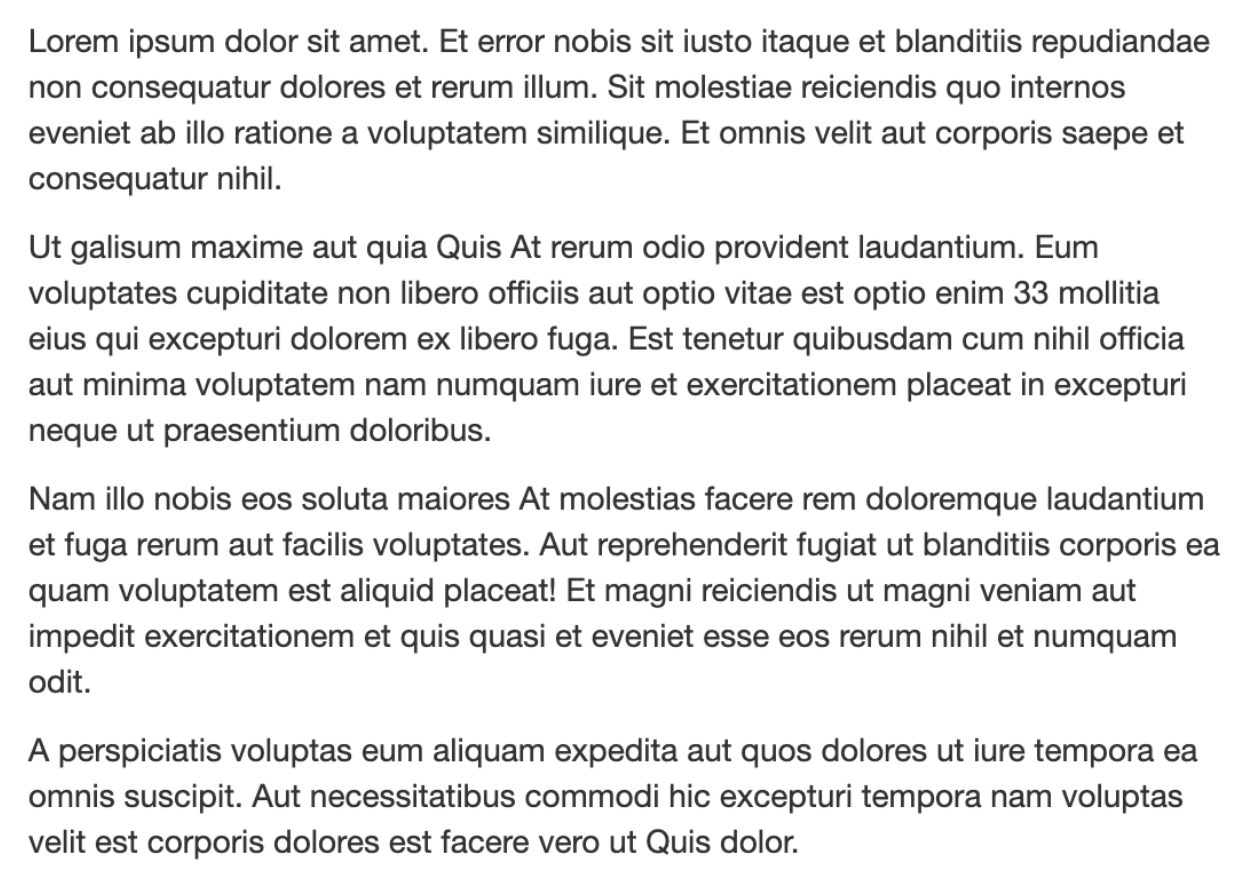 Lorem ipsum dolor sit amet. Et error nobis sit iusto itaque et blanditiis repudiandae
non consequatur dolores et rerum illum. Sit molestiae reiciendis quo internos
eveniet ab illo ratione a voluptatem similique. Et omnis velit aut corporis saepe et
consequatur nihil.
Ut galisum maxime aut quia Quis At rerum odio provident laudantium. Eum
voluptates cupiditate non libero officiis aut optio vitae est optio enim 33 mollitia
eius qui excepturi dolorem ex libero fuga. Est tenetur quibusdam cum nihil officia
aut minima voluptatem nam numquam iure et exercitationem placeat in excepturi
neque ut praesentium doloribus.
Nam illo nobis eos soluta maiores At molestias facere rem doloremque laudantium
et fuga rerum aut facilis voluptates. Aut reprehenderit fugiat ut blanditiis corporis ea
quam voluptatem est aliquid placeat! Et magni reiciendis ut magni veniam aut
impedit exercitationem et quis quasi et eveniet esse eos rerum nihil et numquam
odit.
A perspiciatis voluptas eum aliquam expedita aut quos dolores ut iure tempora ea
omnis suscipit. Aut necessitatibus commodi hic excepturi tempora nam voluptas
velit est corporis dolores est facere vero ut Quis dolor.